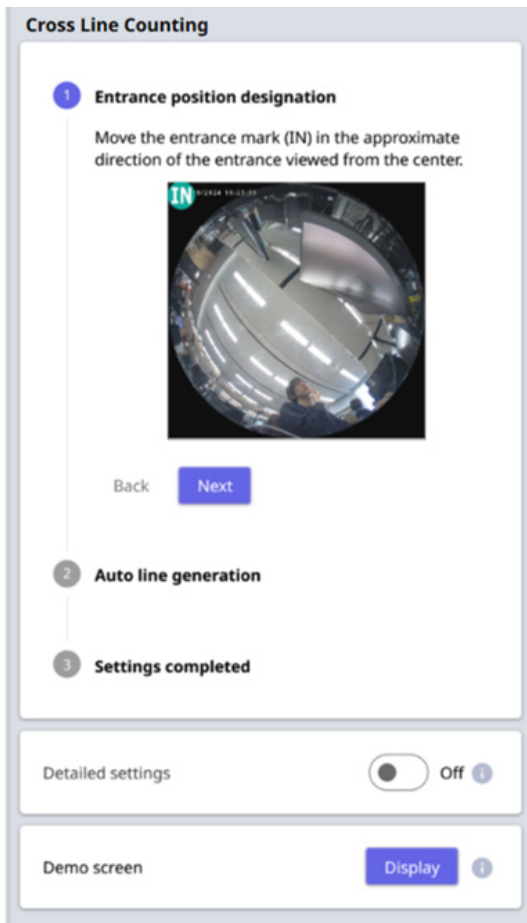 Cross Line Counting
1
Entrance position designation
Move the entrance mark (IN) in the approximate
direction of the entrance viewed from the center.
IN
Back
Next
2
Auto line generation
3
Settings completed
Detailed settings
Off
i
Demo screen
Display
i